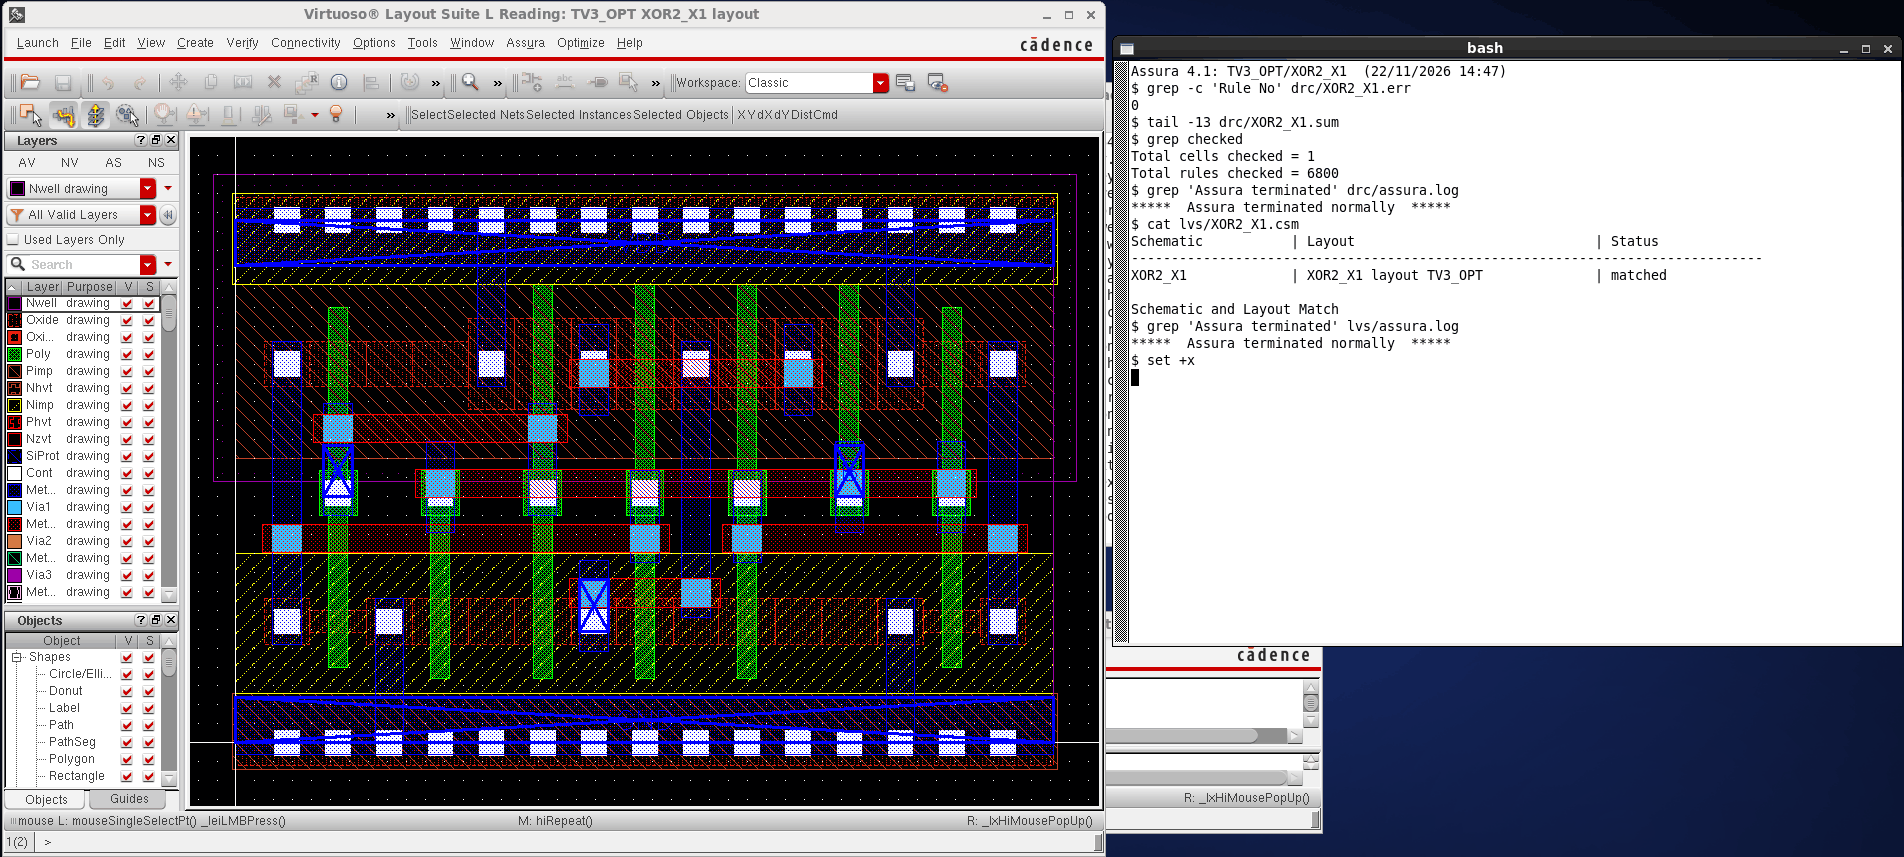 Virtuoso® Layout Suite L Reading: TV3_OPT XOR2_X1 layout
Launch File Edit View Create Verify Connectivity Options Tools Window Assura Optimize Help
cādence
» » » Workspace: Classic
» SelectSelected NetsSelected InstancesSelected Objects XYdXdYDistCmd
Layers
AV NV AS NS
Nwell drawing
All Valid Layers
Used Layers Only
Search
Layer Purpose V S
Nwell drawing
Oxide drawing
Oxi... drawing
Poly drawing
Pimp drawing
Nhvt drawing
Nimp drawing
Phvt drawing
Nzvt drawing
SiProt drawing
Cont drawing
Met... drawing
Via1 drawing
Met... drawing
Via2 drawing
Met... drawing
Via3 drawing
Met... drawing
Objects
Object V S
Shapes
Circle/Elli...
Donut
Label
Path
PathSeg
Polygon
Rectangle
Objects Guides
mouse L: mouseSingleSelectPt() _leiLMBPress() M: hiRepeat() R: _lxHiMousePopUp()
1(2) >
bash
Assura 4.1: TV3_OPT/XOR2_X1 (22/11/2026 14:47)
$ grep -c 'Rule No' drc/XOR2_X1.err
0
$ tail -13 drc/XOR2_X1.sum
$ grep checked
Total cells checked = 1
Total rules checked = 6800
$ grep 'Assura terminated' drc/assura.log
***** Assura terminated normally *****
$ cat lvs/XOR2_X1.csm
Schematic | Layout | Status
-------------------------------------------------------------------------------
XOR2_X1 | XOR2_X1 layout TV3_OPT | matched
Schematic and Layout Match
$ grep 'Assura terminated' lvs/assura.log
***** Assura terminated normally *****
$ set +x
cādence
R: _lxHiMousePopUp()